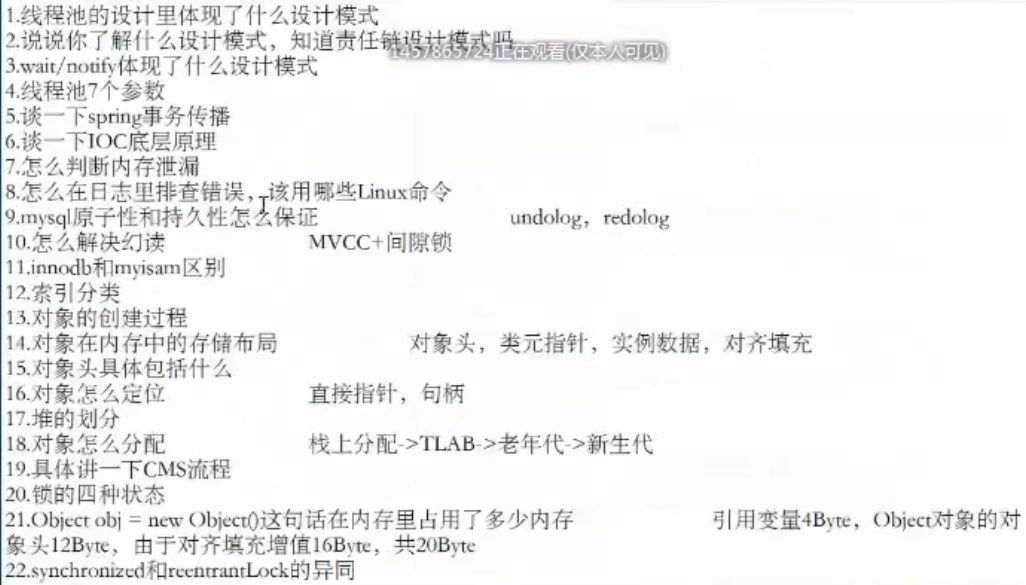 1.线程池的设计里体现了什么设计模式
2.说说你了解什么设计模式，知道责任链设计模式吗
1457865724正在观看(仅本人可见)
3.wait/notify体现了什么设计模式
4.线程池7个参数
5.谈一下spring事务传播
6.谈一下IOC底层原理
7.怎么判断内存泄漏
8.怎么在日志里排查错误，该用哪些Linux命令
9.mysql原子性和持久性怎么保证 undolog，redolog
10.怎么解决幻读 MVCC+间隙锁
11.innodb和myisam区别
12.索引分类
13.对象的创建过程
14.对象在内存中的存储布局 对象头，类元指针，实例数据，对齐填充
15.对象头具体包括什么
16.对象怎么定位 直接指针，句柄
17.堆的划分
18.对象怎么分配 栈上分配->TLAB->老年代->新生代
19.具体讲一下CMS流程
20.锁的四种状态
21.Object obj = new Object()这句话在内存里占用了多少内存 引用变量4Byte，Object对象的对
象头12Byte，由于对齐填充增值16Byte，共20Byte
22.synchronized和reentrantLock的异同